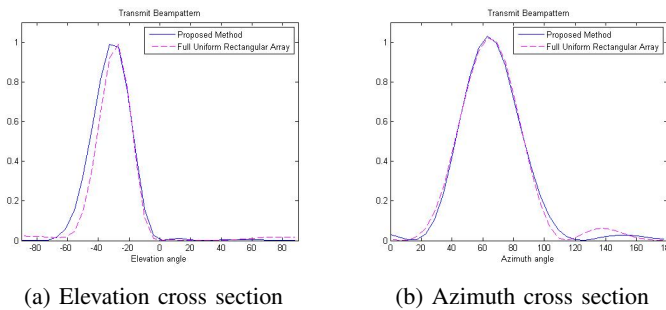 Transmit Beampattern
Proposed Method
Full Uniform Rectangular Array
1
0.8
0.6
0.4
0.2
0
-80 -60 -40 -20 0 20 40 60 80
Elevation angle
(a) Elevation cross section
Transmit Beampattern
Proposed Method
Full Uniform Rectangular Array
1
0.8
0.6
0.4
0.2
0
0 20 40 60 80 100 120 140 160 180
Azimuth angle
(b) Azimuth cross section